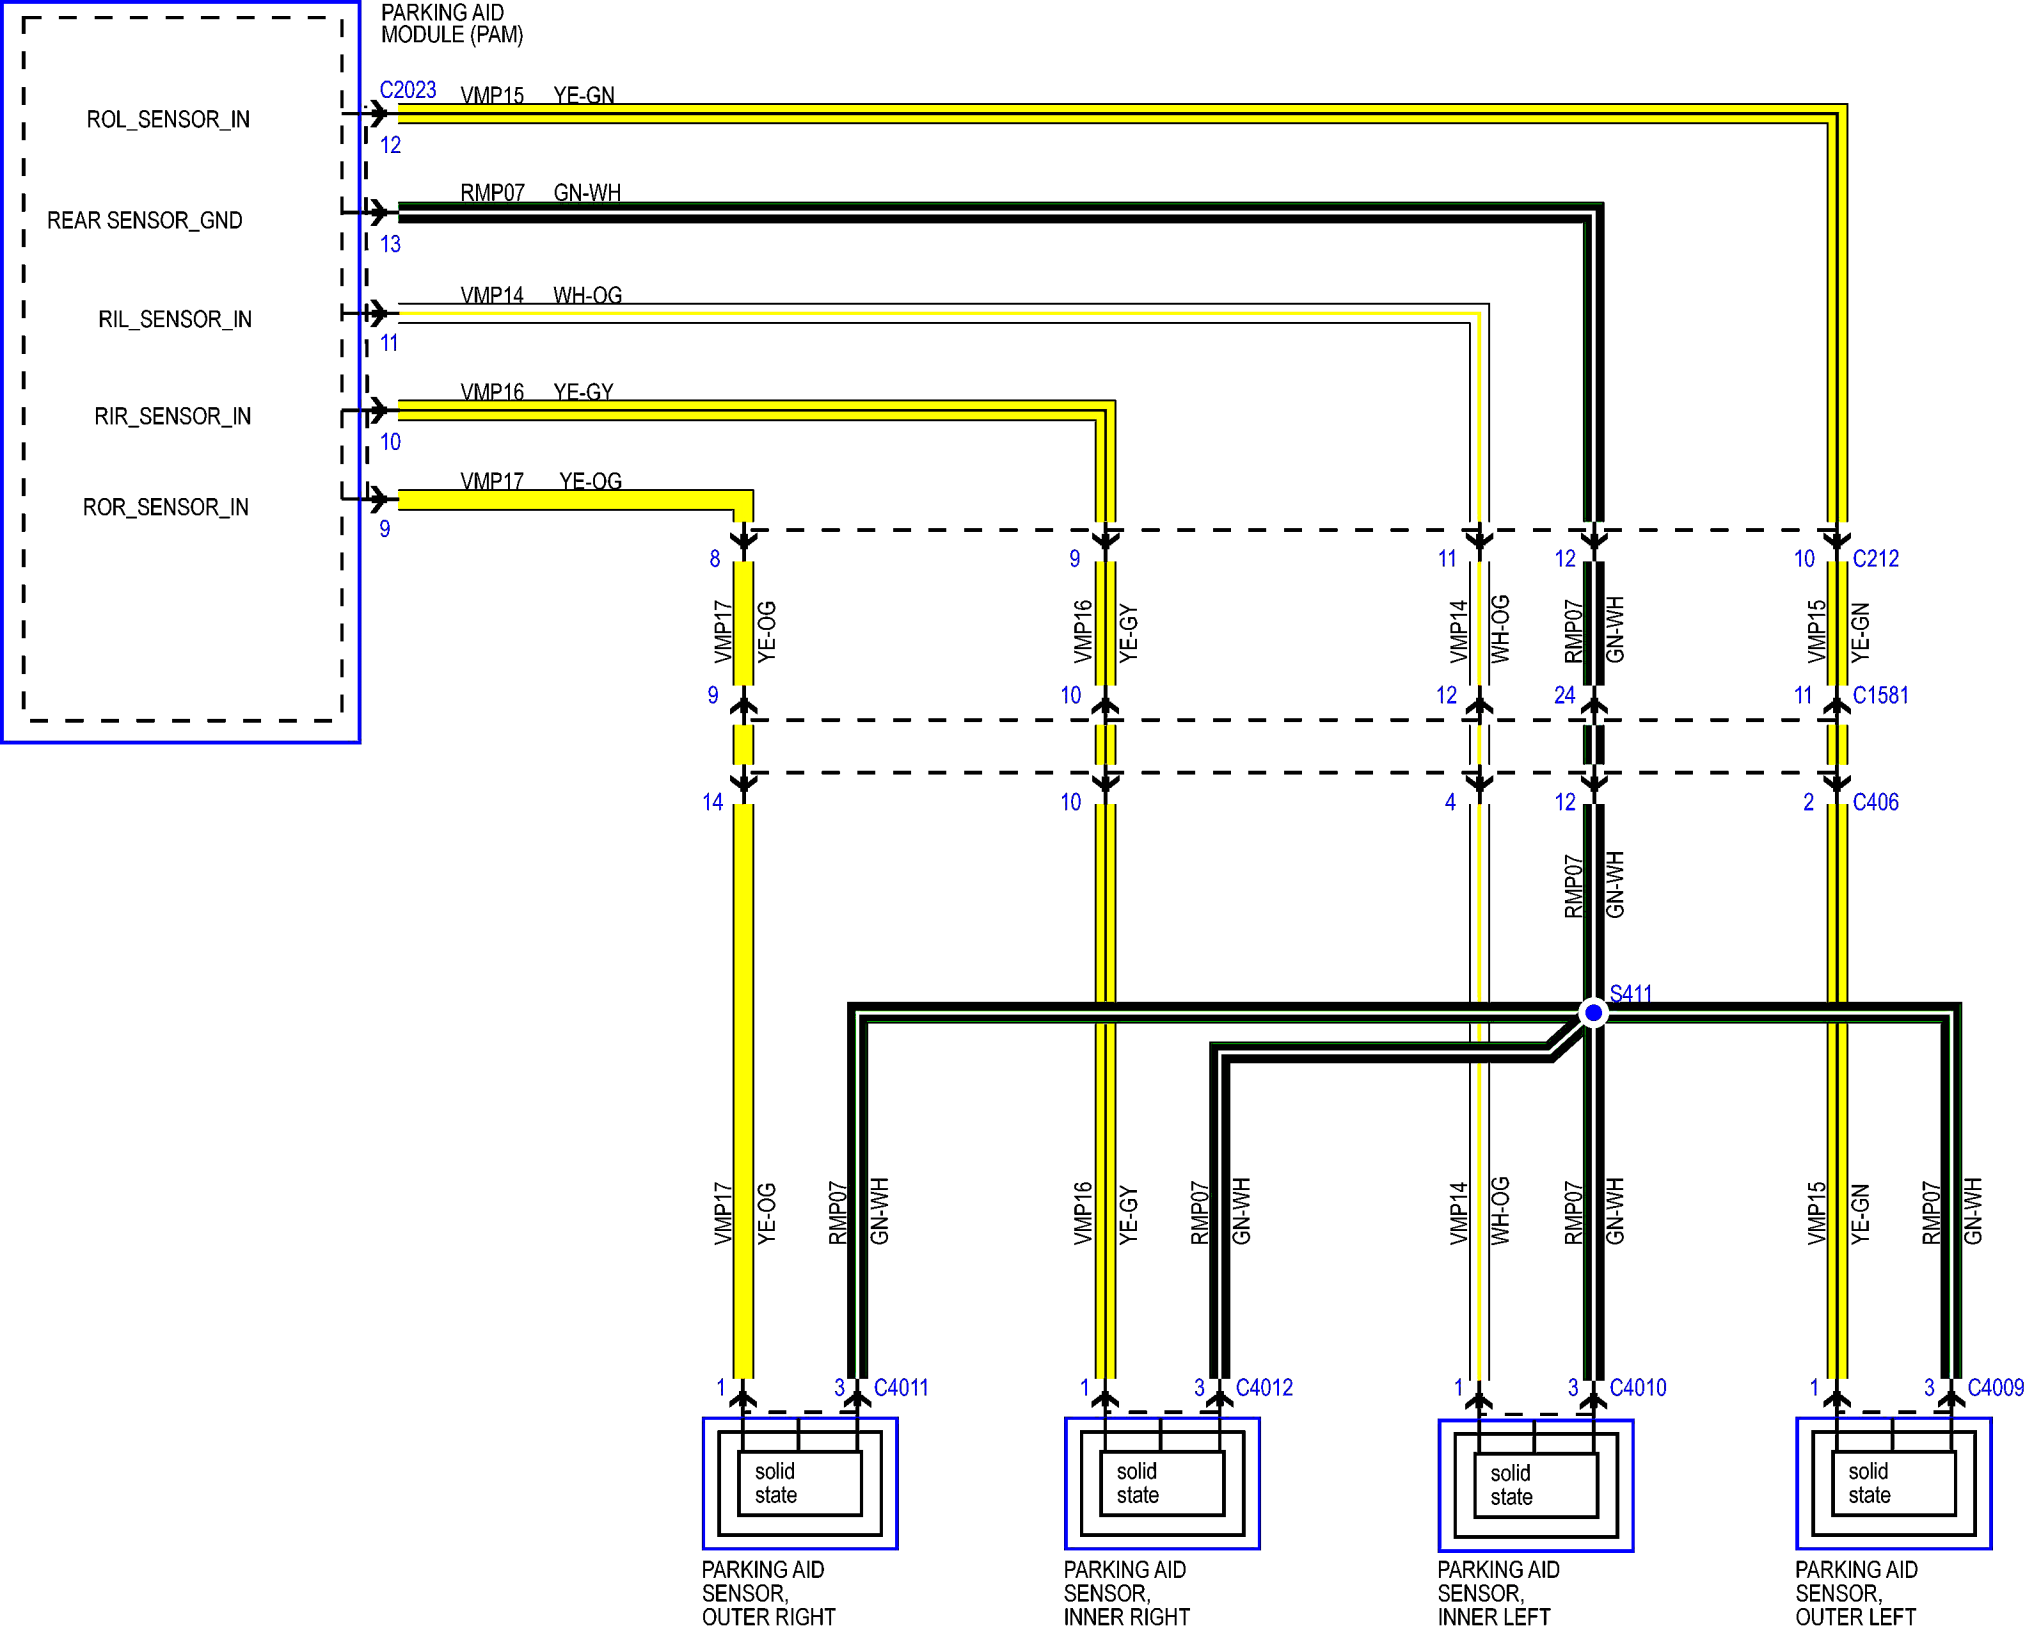 PARKING AID
MODULE (PAM)
C2023
VMP15 YE-GN
ROL_SENSOR_IN
12
RMP07 GN-WH
REAR SENSOR_GND
13
VMP14 WH-OG
RIL_SENSOR_IN
11
VMP16 YE-GY
RIR_SENSOR_IN
10
VMP17 YE-OG
ROR_SENSOR_IN
9
8 9 11 12 10 C212
VMP17 YE-OG VMP16 YE-GY VMP14 WH-OG RMP07 GN-WH VMP15 YE-GN
9 10 12 24 11 C1581
14 10 4 12 2 C406
RMP07 GN-WH
S411
VMP17 YE-OG RMP07 GN-WH VMP16 YE-GY RMP07 GN-WH VMP14 WH-OG RMP07 GN-WH VMP15 YE-GN RMP07 GN-WH
1 3 C4011 1 3 C4012 1 3 C4010 1 3 C4009
solid
state
solid
state
solid
state
solid
state
PARKING AID
SENSOR,
OUTER RIGHT
PARKING AID
SENSOR,
INNER RIGHT
PARKING AID
SENSOR,
INNER LEFT
PARKING AID
SENSOR,
OUTER LEFT